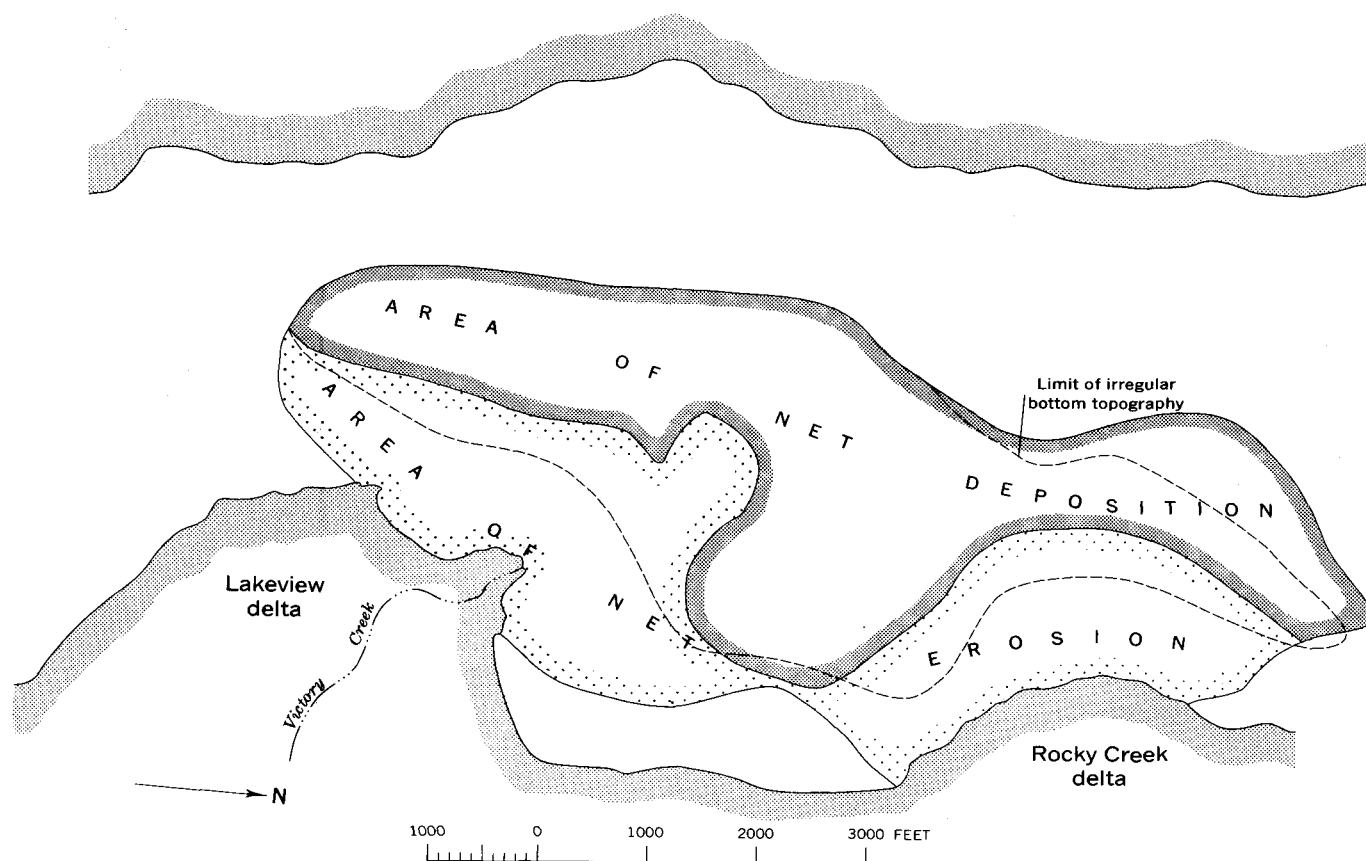 AREA OF NET DEPOSITION
Limit of irregular
bottom topography
AREA OF NET EROSION
Lakeview
delta
Victory Creek
Rocky Creek
delta
N
1000 0 1000 2000 3000 FEET